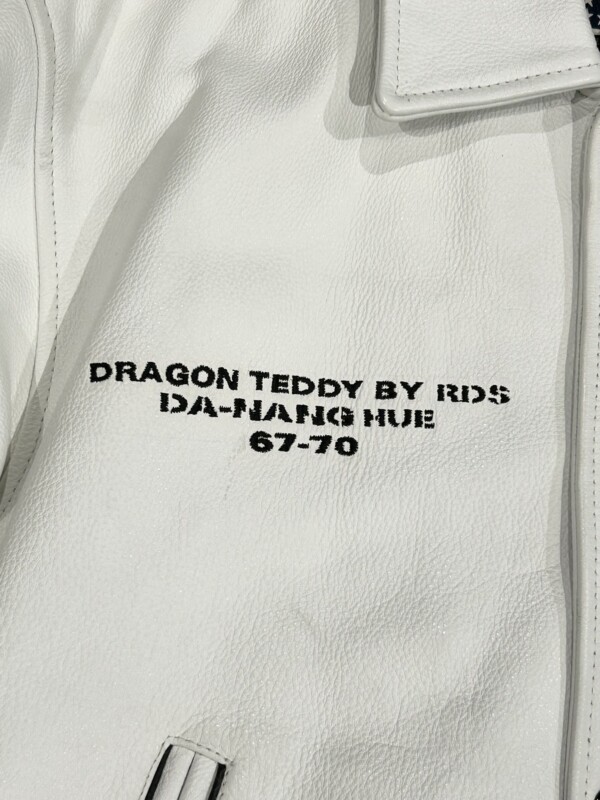 DRAGON TEDDY BY RDS
DA-NANG HUE
67-70